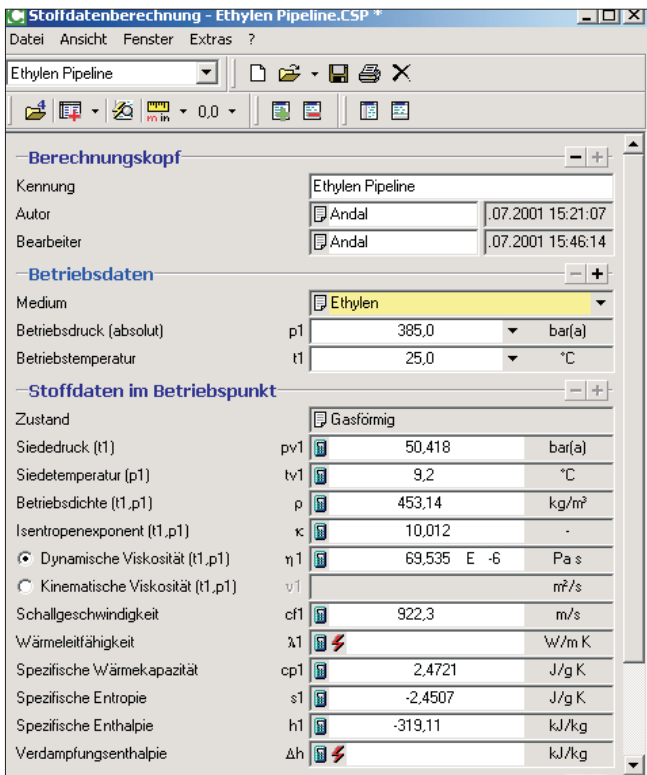 Stoffdatenberechnung - Ethylen Pipeline.CSP *
Datei Ansicht Fenster Extras ?
Ethylen Pipeline
4 m in 0,0
Berechnungskopf
Kennung Ethylen Pipeline
Autor Andal .07.2001 15:21:07
Bearbeiter Andal .07.2001 15:46:14
Betriebsdaten
Medium Ethylen
Betriebsdruck (absolut) p1 385,0 bar(a)
Betriebstemperatur t1 25,0 °C
Stoffdaten im Betriebspunkt
Zustand Gasförmig
Siededruck (t1) pv1 50,418 bar(a)
Siedetemperatur (p1) tv1 9,2 °C
Betriebsdichte (t1,p1) ρ 453,14 kg/m³
Isentropenexponent (t1,p1) κ 10,012 -
Dynamische Viskosität (t1,p1) η1 69,535 E -6 Pa s
Kinematische Viskosität (t1,p1) ν1 m²/s
Schallgeschwindigkeit cf1 922,3 m/s
Wärmeleitfähigkeit λ1 W/m K
Spezifische Wärmekapazität cp1 2,4721 J/g K
Spezifische Entropie s1 -2,4507 J/g K
Spezifische Enthalpie h1 -319,11 kJ/kg
Verdampfungsenthalpie Δh kJ/kg